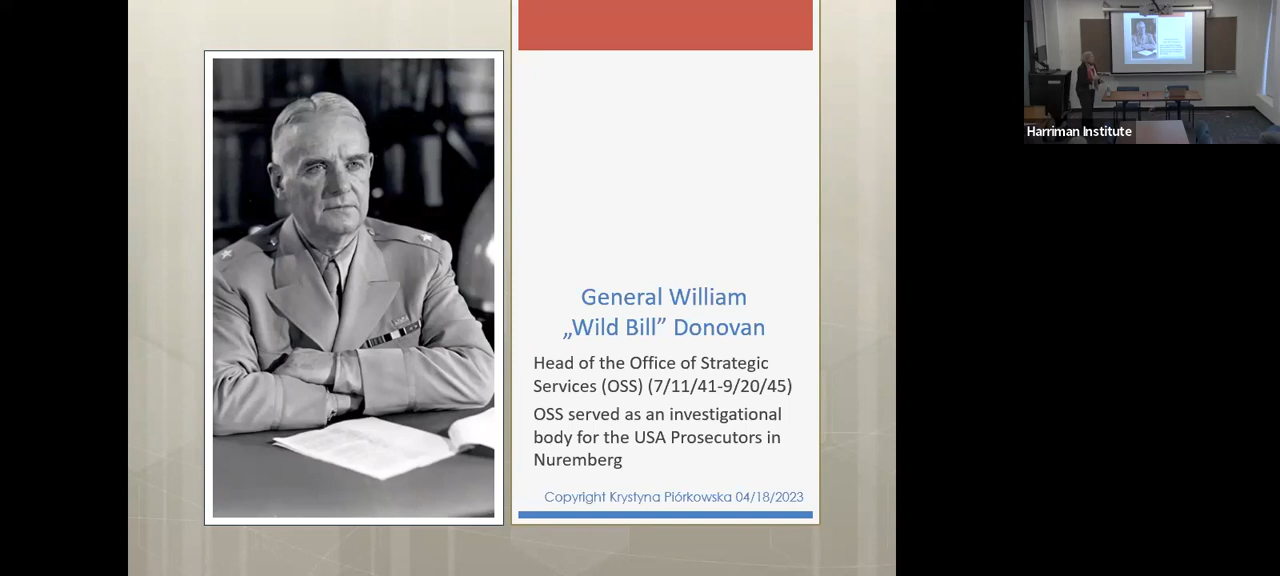 General William
„Wild Bill” Donovan
Head of the Office of Strategic
Services (OSS) (7/11/41-9/20/45)
OSS served as an investigational
body for the USA Prosecutors in
Nuremberg
Copyright Krystyna Piórkowska 04/18/2023
Harriman Institute